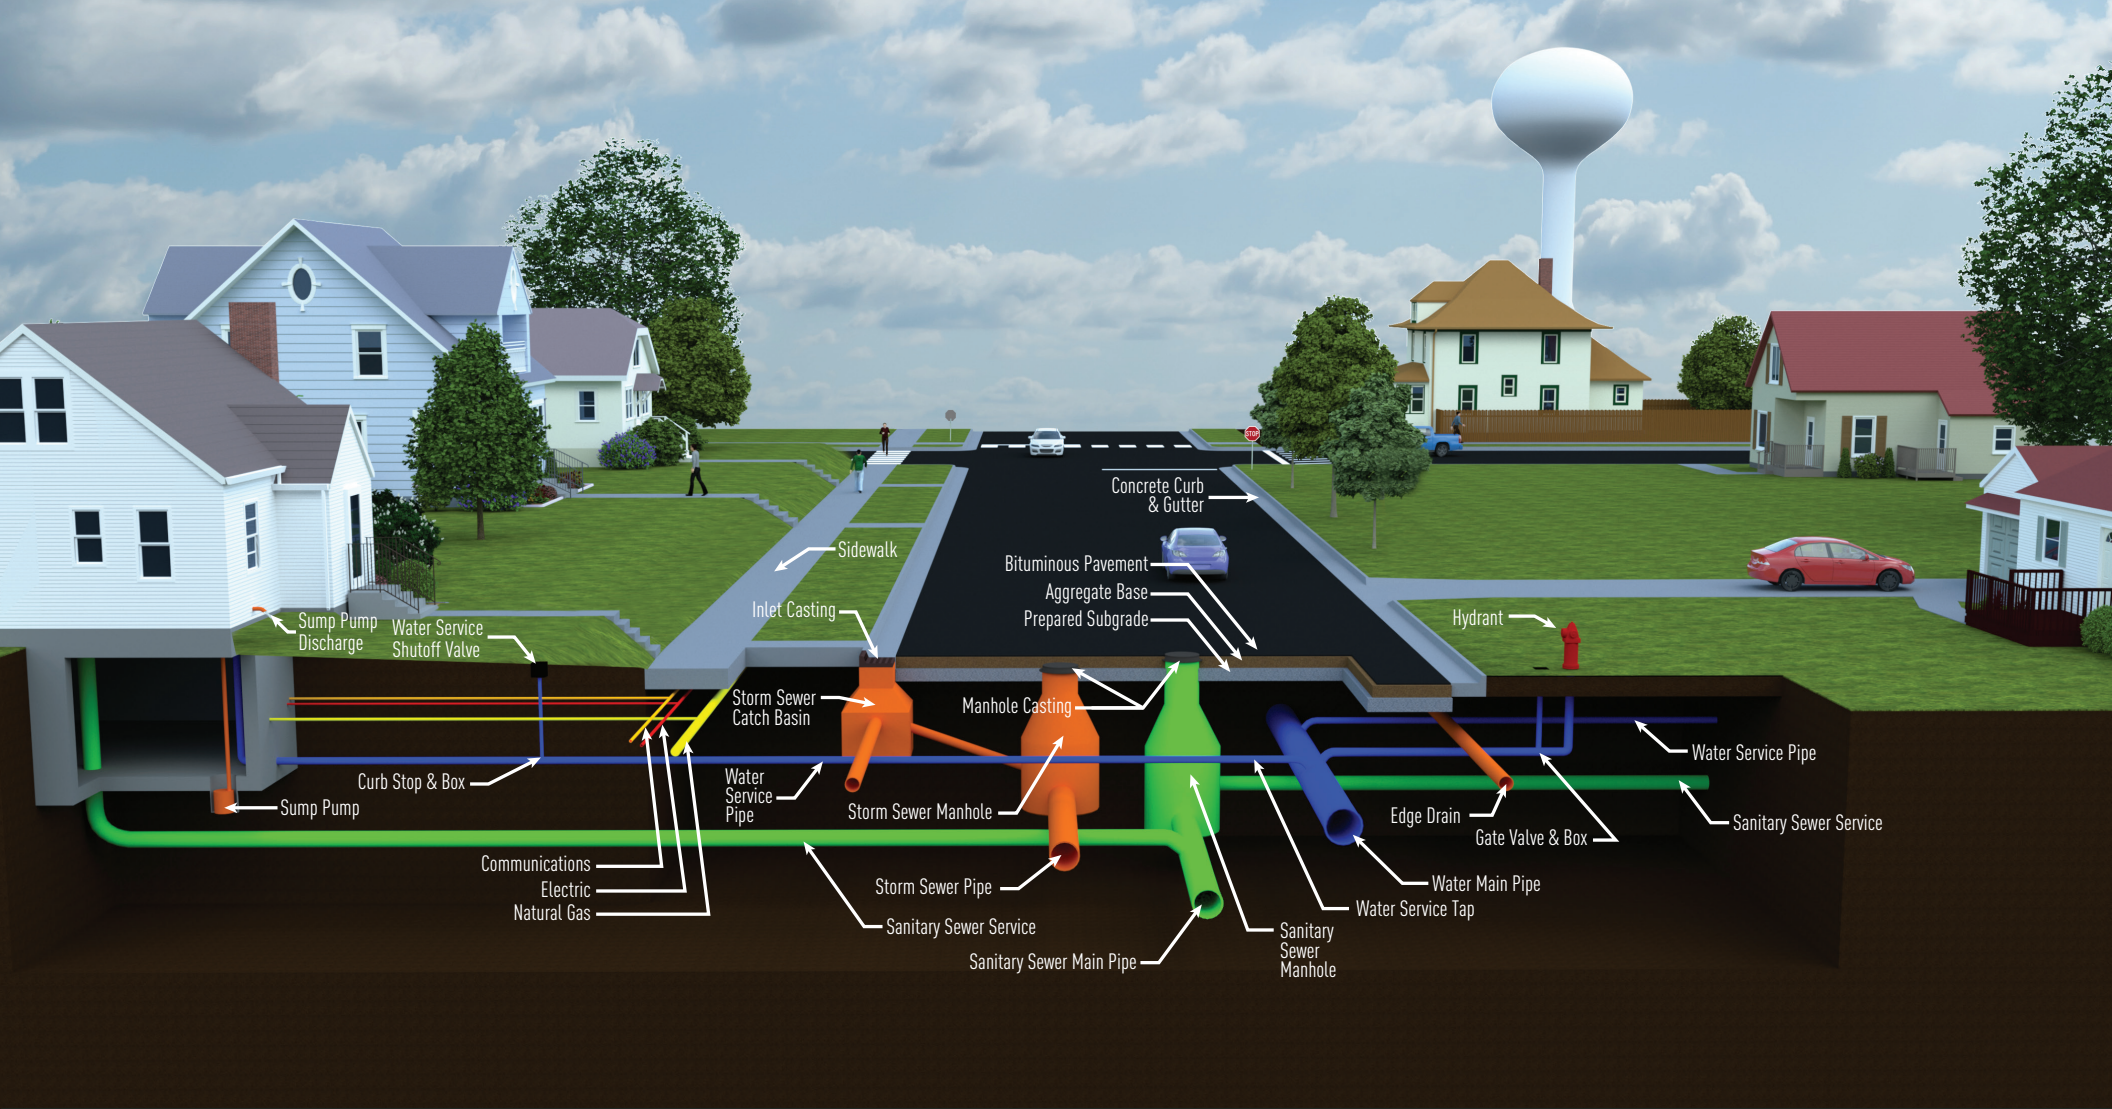 STOP
Concrete Curb
& Gutter
Sidewalk
Bituminous Pavement
Aggregate Base
Prepared Subgrade
Inlet Casting
Hydrant
Sump Pump
Discharge
Water Service
Shutoff Valve
Storm Sewer
Catch Basin
Manhole Casting
Water Service Pipe
Curb Stop & Box
Water
Service
Pipe
Sump Pump
Storm Sewer Manhole
Edge Drain
Gate Valve & Box
Sanitary Sewer Service
Communications
Electric
Natural Gas
Storm Sewer Pipe
Water Main Pipe
Water Service Tap
Sanitary Sewer Service
Sanitary
Sewer
Manhole
Sanitary Sewer Main Pipe